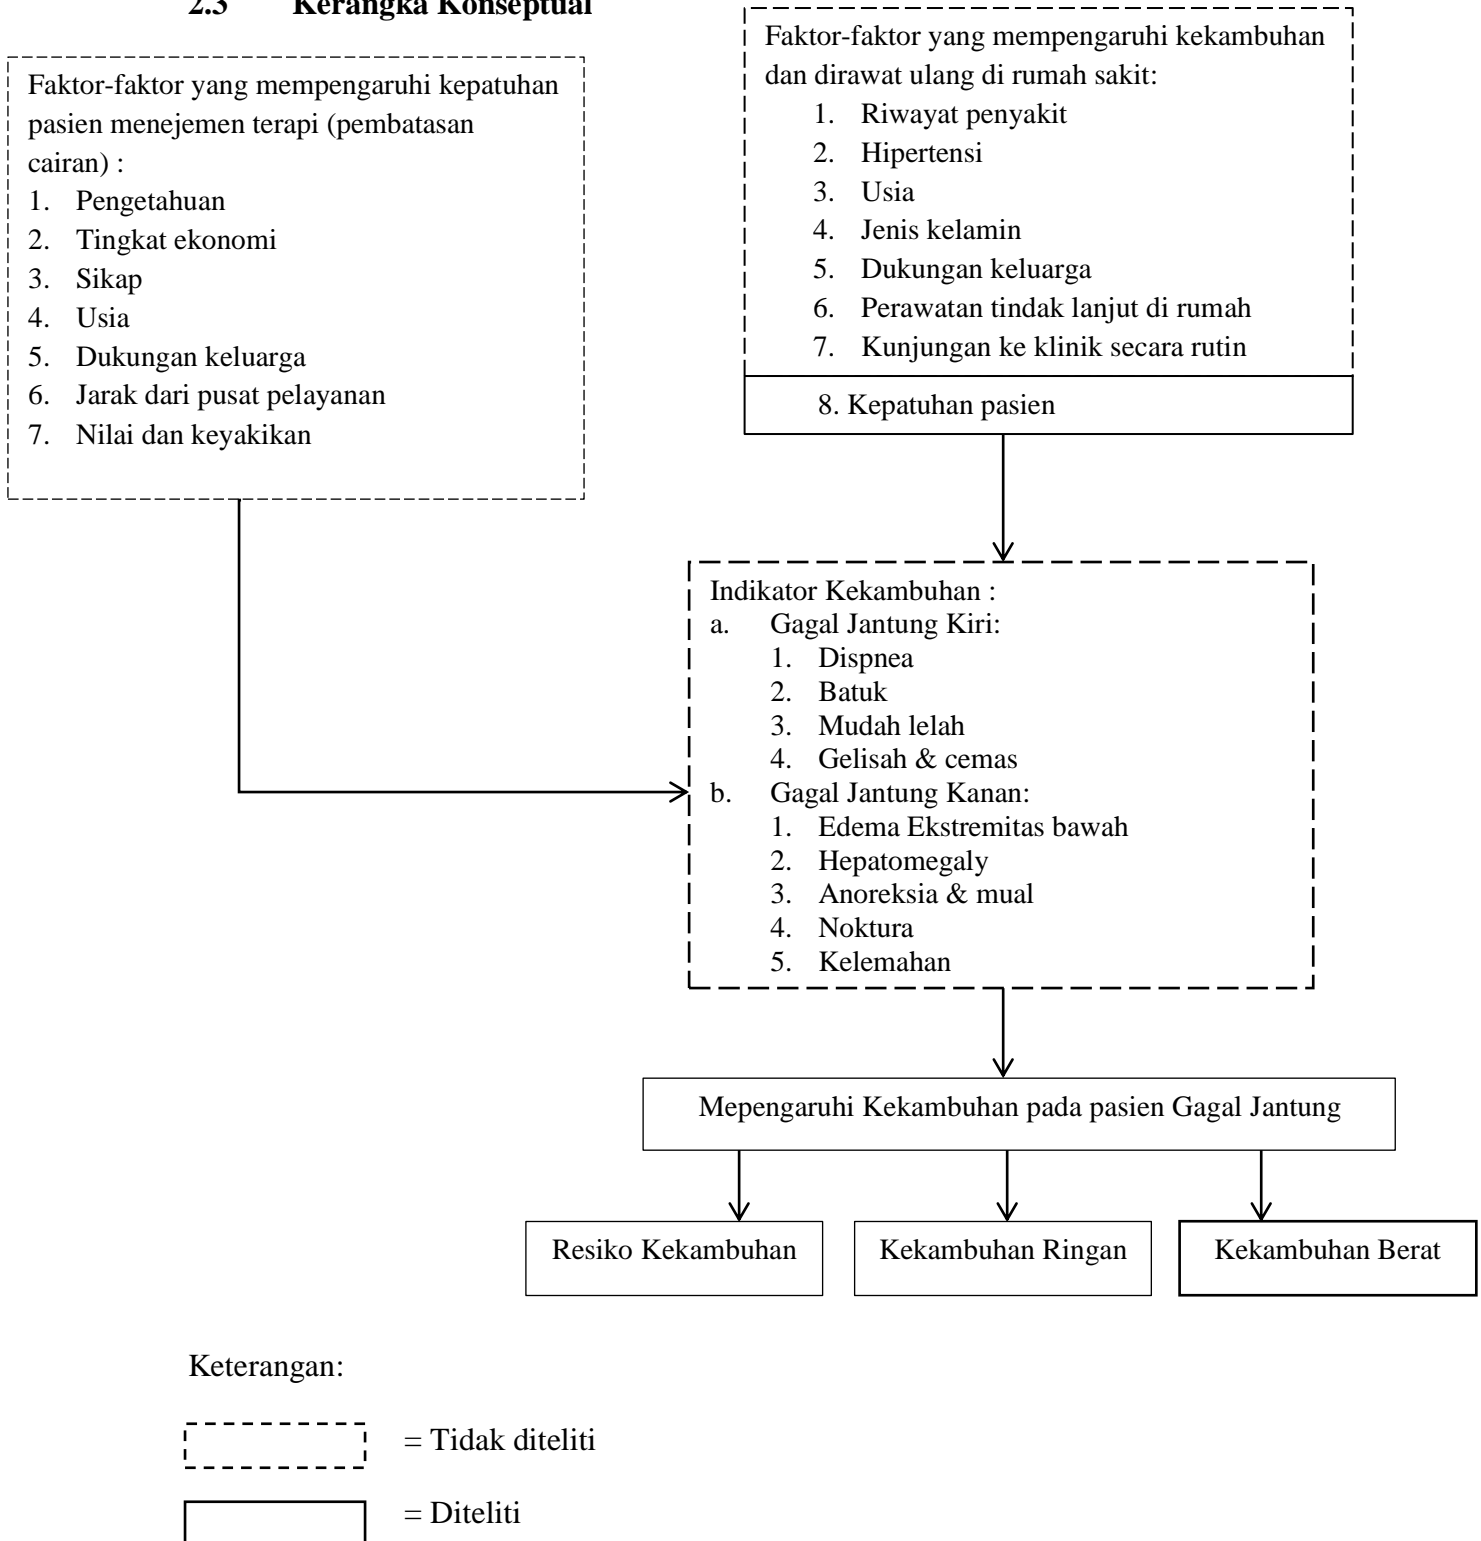 2.3 Kerangka Konseptual
Faktor-faktor yang mempengaruhi kepatuhan
pasien menejemen terapi (pembatasan
cairan) :
1. Pengetahuan
2. Tingkat ekonomi
3. Sikap
4. Usia
5. Dukungan keluarga
6. Jarak dari pusat pelayanan
7. Nilai dan keyakikan
Faktor-faktor yang mempengaruhi kekambuhan
dan dirawat ulang di rumah sakit:
1. Riwayat penyakit
2. Hipertensi
3. Usia
4. Jenis kelamin
5. Dukungan keluarga
6. Perawatan tindak lanjut di rumah
7. Kunjungan ke klinik secara rutin
8. Kepatuhan pasien
Indikator Kekambuhan :
a. Gagal Jantung Kiri:
1. Dispnea
2. Batuk
3. Mudah lelah
4. Gelisah & cemas
b. Gagal Jantung Kanan:
1. Edema Ekstremitas bawah
2. Hepatomegaly
3. Anoreksia & mual
4. Noktura
5. Kelemahan
Mepengaruhi Kekambuhan pada pasien Gagal Jantung
Resiko Kekambuhan
Kekambuhan Ringan
Kekambuhan Berat
Keterangan:
= Tidak diteliti
= Diteliti